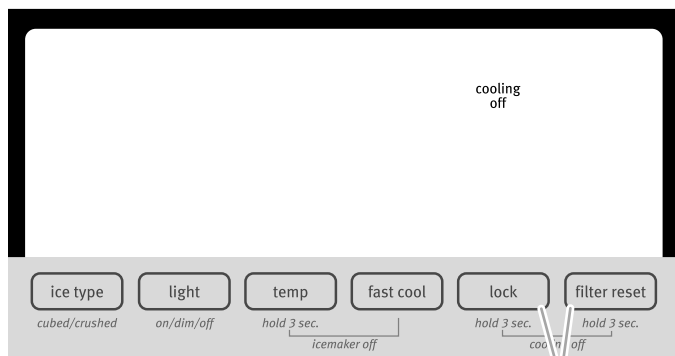 cooling
off
ice type
light
temp
fast cool
lock
filter reset
cubed/crushed
on/dim/off
hold 3 sec.
hold 3 sec.
hold 3 sec.
icemaker off
cooling off